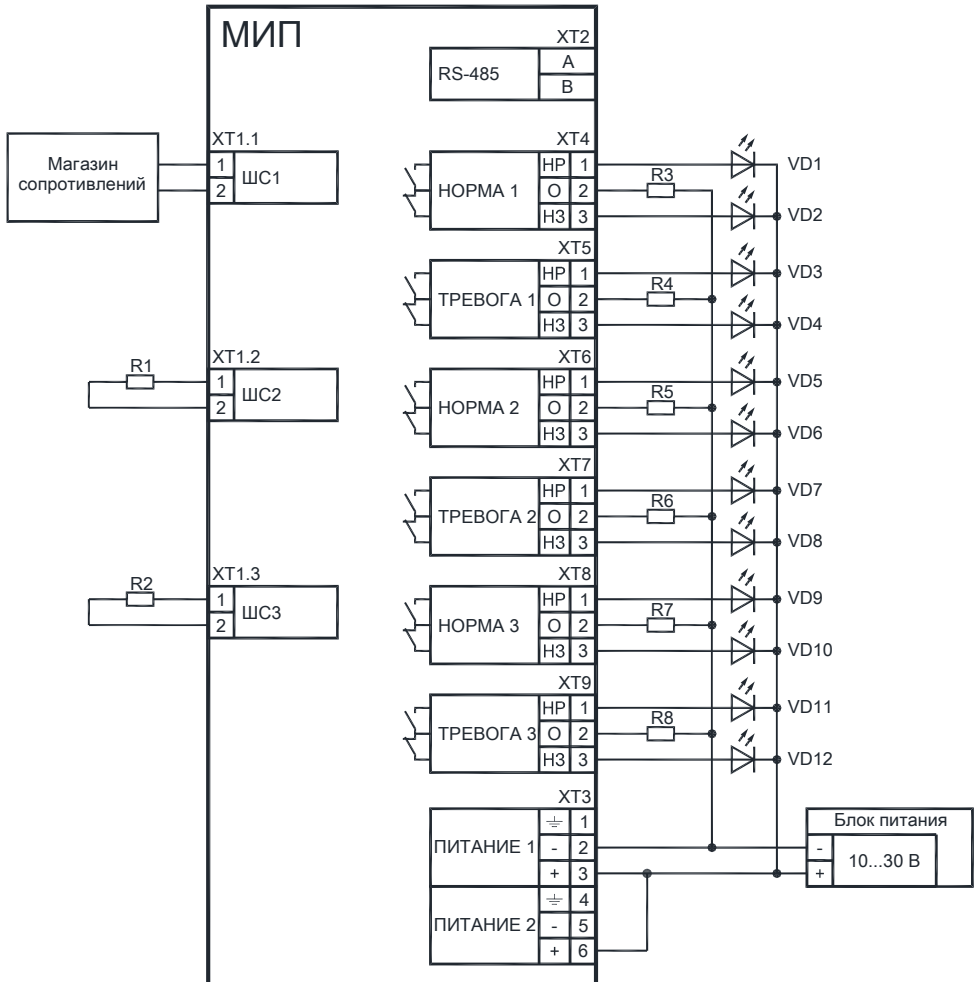 МИП
XT2
RS-485
A
B
Магазин
сопротивлений
XT1.1
1
2
ШС1
XT4
НОРМА 1
НР 1
О 2
НЗ 3
R3
VD1
VD2
XT5
ТРЕВОГА 1
НР 1
О 2
НЗ 3
R4
VD3
VD4
R1
XT1.2
1
2
ШС2
XT6
НОРМА 2
НР 1
О 2
НЗ 3
R5
VD5
VD6
XT7
ТРЕВОГА 2
НР 1
О 2
НЗ 3
R6
VD7
VD8
R2
XT1.3
1
2
ШС3
XT8
НОРМА 3
НР 1
О 2
НЗ 3
R7
VD9
VD10
XT9
ТРЕВОГА 3
НР 1
О 2
НЗ 3
R8
VD11
VD12
XT3
ПИТАНИЕ 1
1
- 2
+ 3
ПИТАНИЕ 2
4
- 5
+ 6
Блок питания
-
+
10...30 В